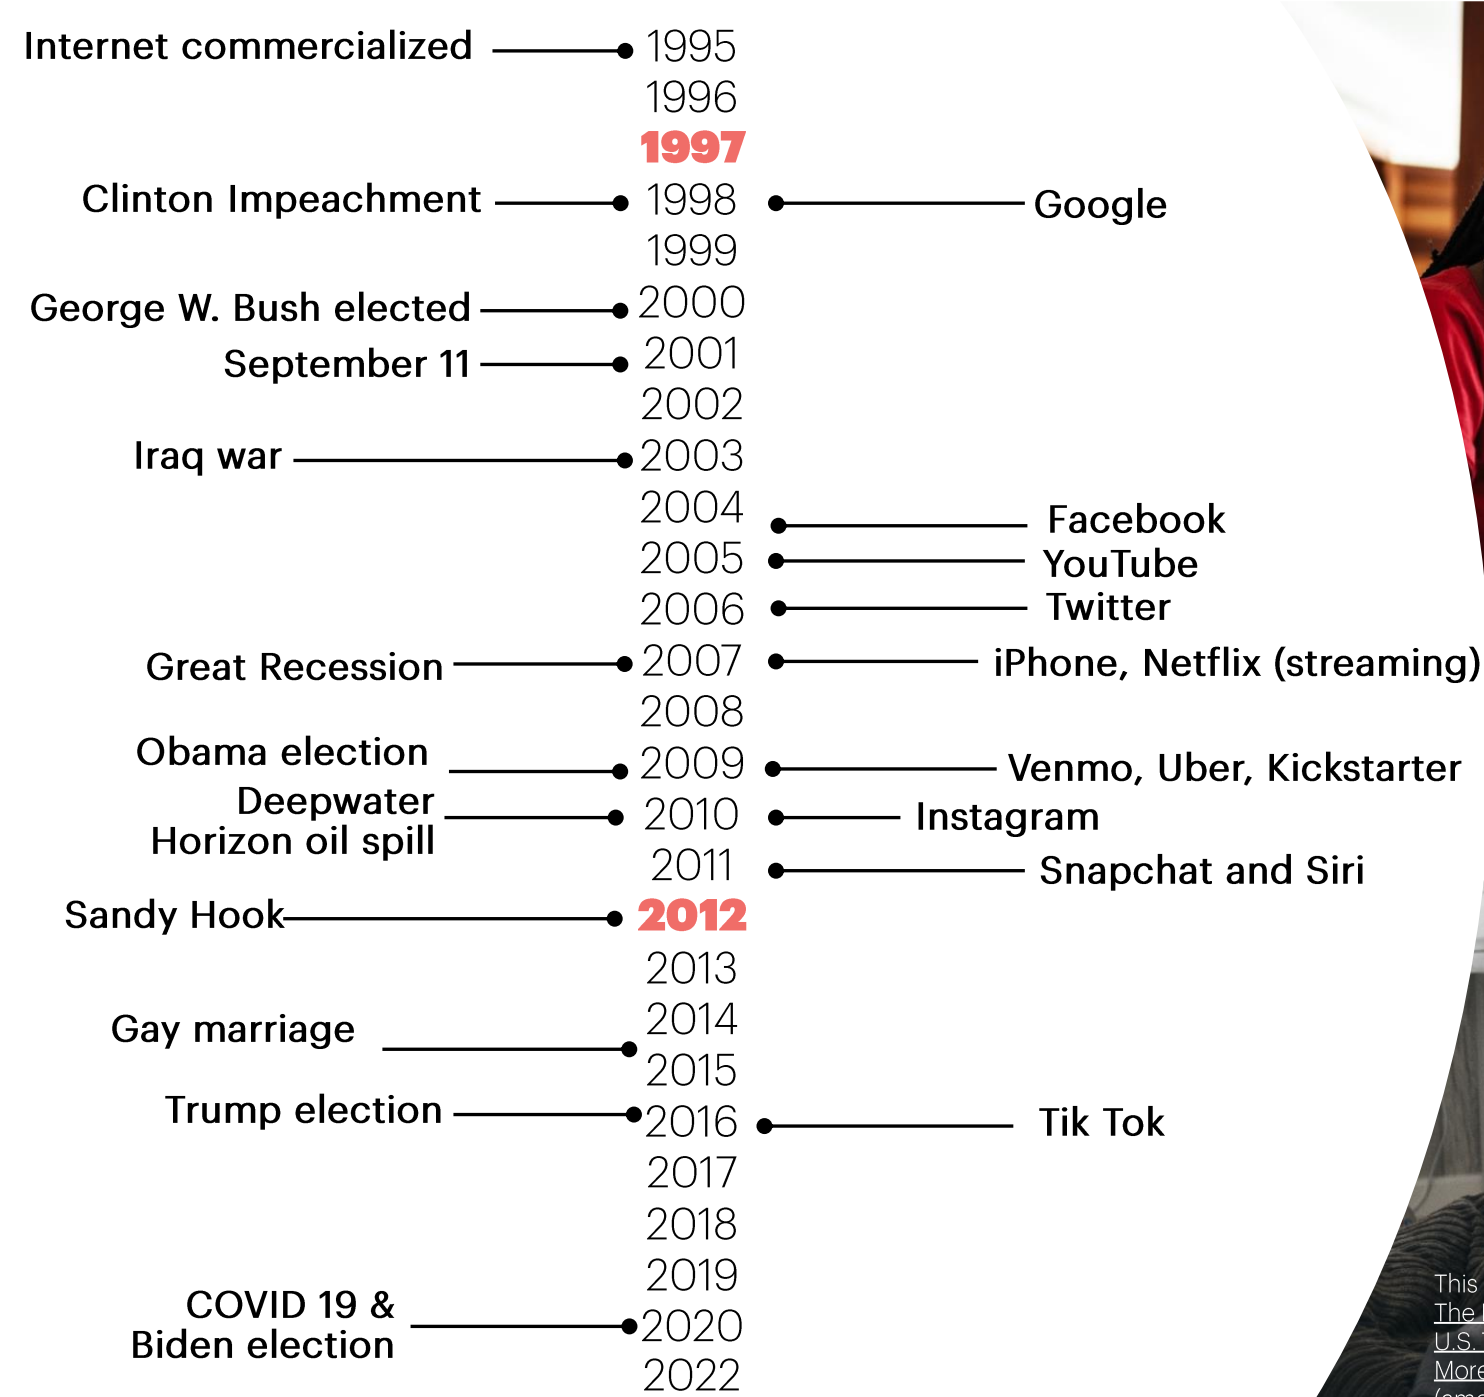 Internet commercialized 1995
1996
1997
Clinton Impeachment 1998 Google
1999
George W. Bush elected 2000
September 11 2001
2002
Iraq war 2003
2004 Facebook
2005 YouTube
2006 Twitter
Great Recession 2007 iPhone, Netflix (streaming)
2008
Obama election 2009 Venmo, Uber, Kickstarter
Deepwater
Horizon oil spill 2010 Instagram
2011 Snapchat and Siri
Sandy Hook 2012
2013
Gay marriage 2014
2015
Trump election 2016 Tik Tok
2017
2018
2019
COVID 19 &
Biden election 2020
2022
This
The
U.S.
More